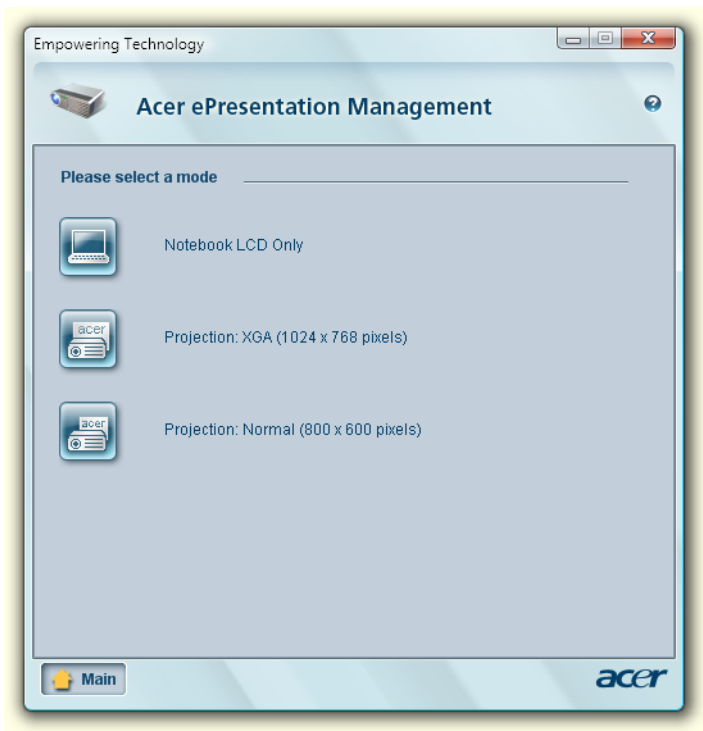 Empowering Technology
Acer ePresentation Management
Please select a mode
Notebook LCD Only
acer
Projection: XGA (1024 x 768 pixels)
acer
Projection: Normal (800 x 600 pixels)
Main
acer